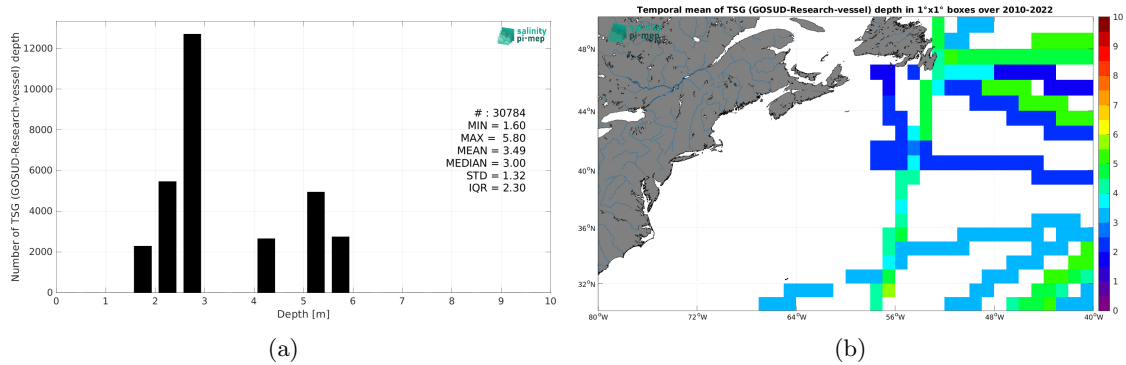 Number of TSG (GOSUD-Research-vessel) depth
12000
10000
8000
6000
4000
2000
0
salinity
pi-mep
# : 30784
MIN = 1.60
MAX = 5.80
MEAN = 3.49
MEDIAN = 3.00
STD = 1.32
IQR = 2.30
0 1 2 3 4 5 6 7 8 9 10
Depth [m]
(a)
Temporal mean of TSG (GOSUD-Research-vessel) depth in 1°x1° boxes over 2010-2022
salinity
pi-mep
48°N
44°N
40°N
36°N
32°N
80°W 72°W 64°W 56°W 48°W 40°W
10
9
8
7
6
5
4
3
2
1
0
(b)